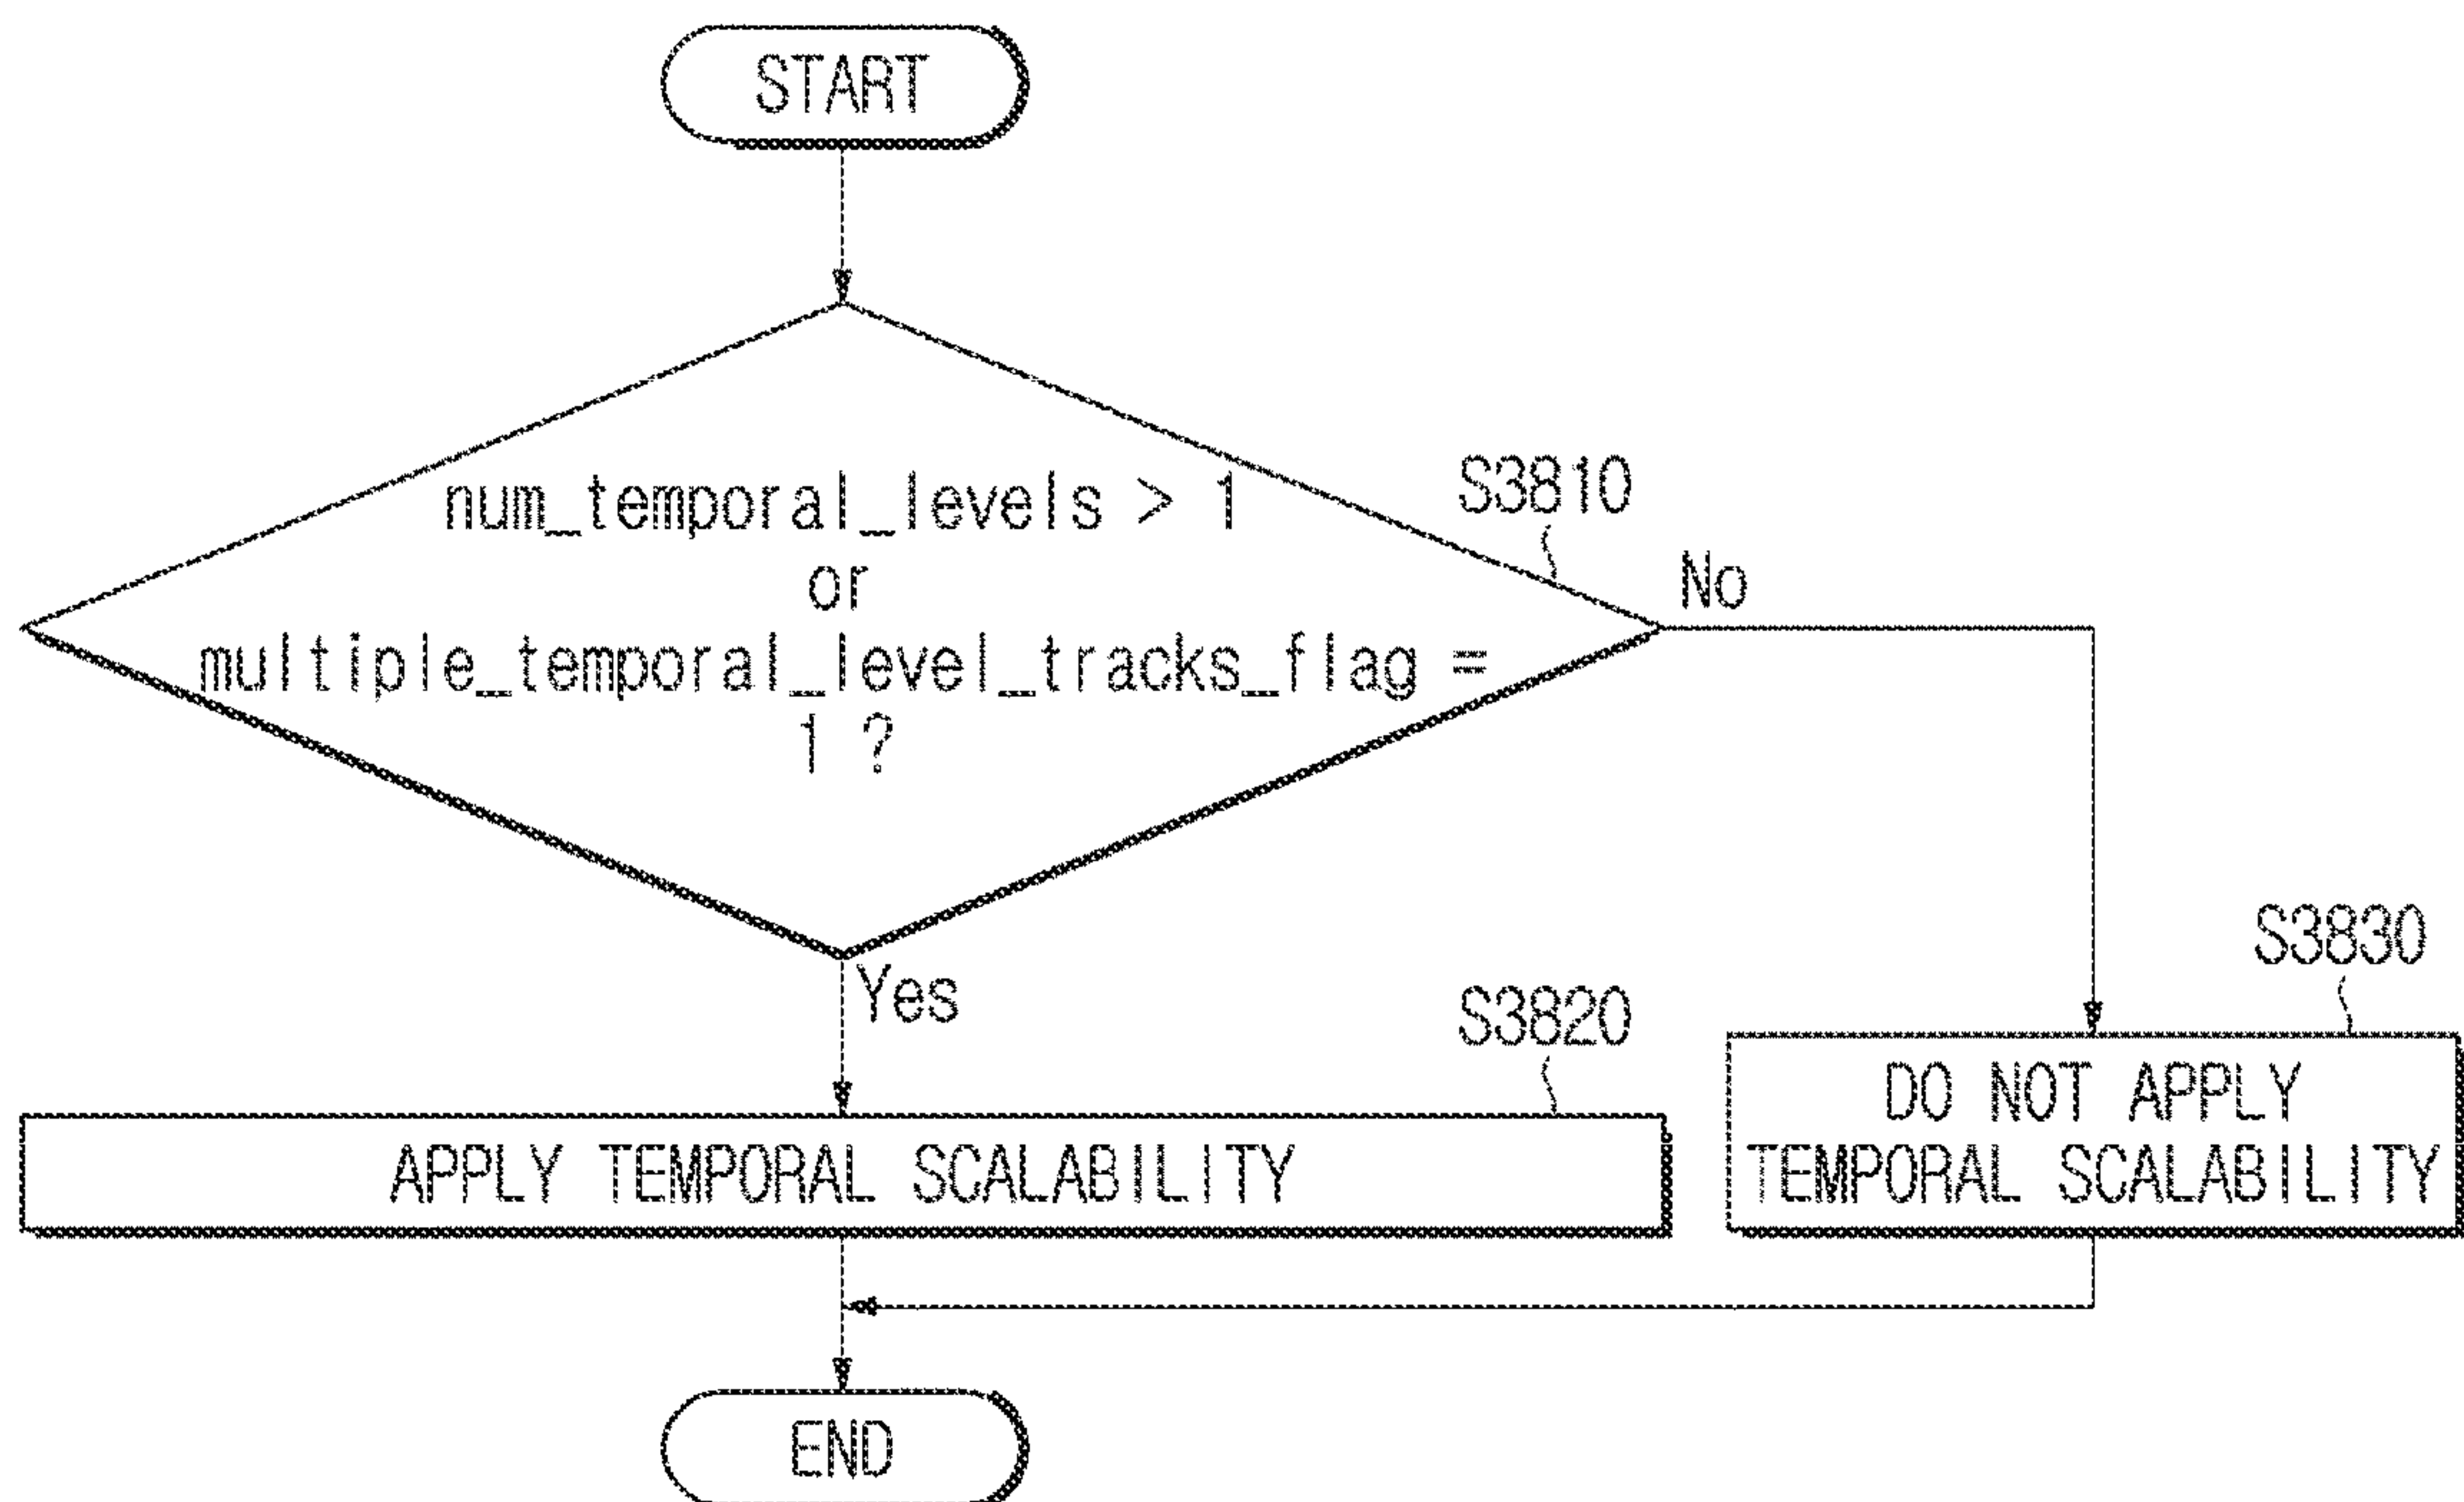 START
num_temporal_levels > 1
or
multiple_temporal_level_tracks_flag =
1 ?
S3810
No
Yes
S3820
S3830
APPLY TEMPORAL SCALABILITY
DO NOT APPLY
TEMPORAL SCALABILITY
END